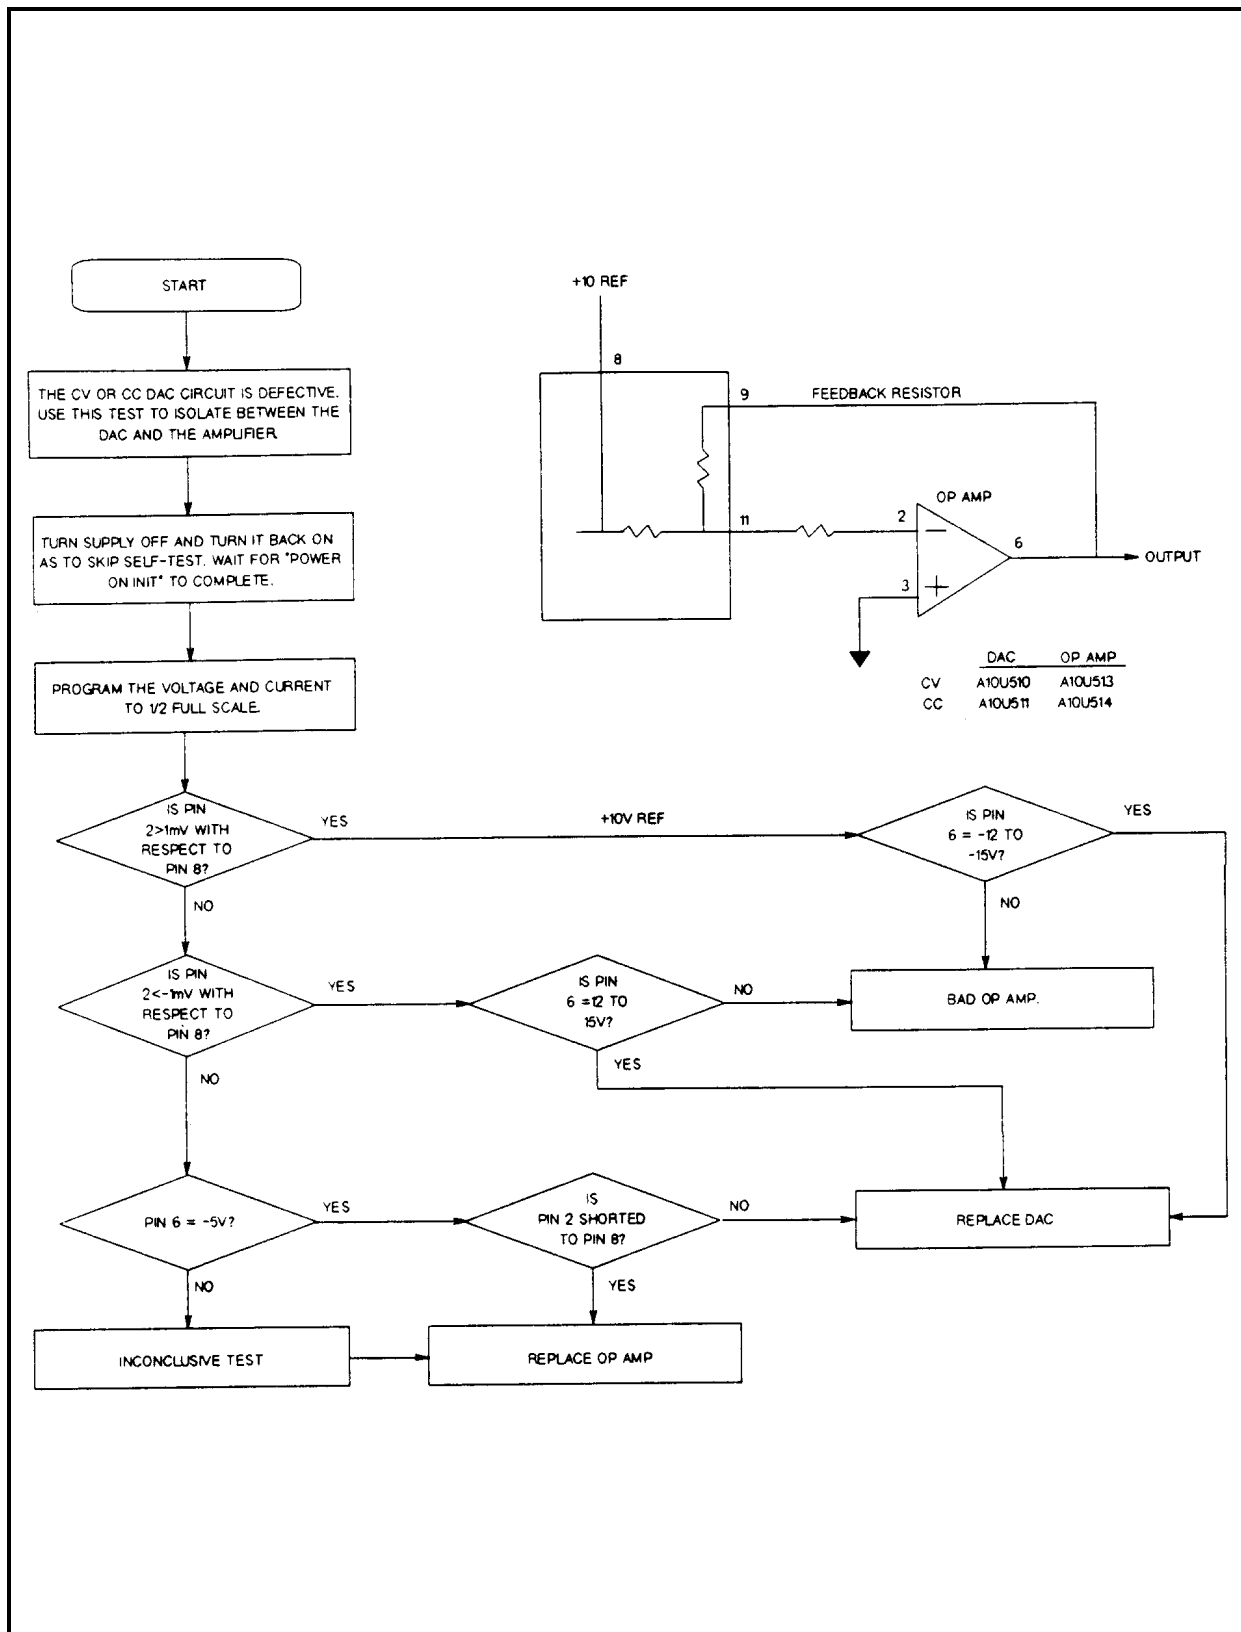 START
THE CV OR CC DAC CIRCUIT IS DEFECTIVE.
USE THIS TEST TO ISOLATE BETWEEN THE
DAC AND THE AMPLIFIER.
TURN SUPPLY OFF AND TURN IT BACK ON
AS TO SKIP SELF-TEST. WAIT FOR "POWER
ON INIT" TO COMPLETE.
PROGRAM THE VOLTAGE AND CURRENT
TO 1/2 FULL SCALE.
+10 REF
8
9
FEEDBACK RESISTOR
11
OP AMP
2
−
6
OUTPUT
3
+
DAC OP AMP
CV A10U510 A10U513
CC A10U511 A10U514
IS PIN
2>1mV WITH
RESPECT TO
PIN 8?
YES
+10V REF
IS PIN
6 = -12 TO
-15V?
YES
NO
NO
IS PIN
2<-1mV WITH
RESPECT TO
PIN 8?
YES
IS PIN
6 =12 TO
15V?
NO
BAD OP AMP.
YES
NO
PIN 6 = -5V?
YES
IS
PIN 2 SHORTED
TO PIN 8?
NO
REPLACE DAC
NO
YES
INCONCLUSIVE TEST
REPLACE OP AMP